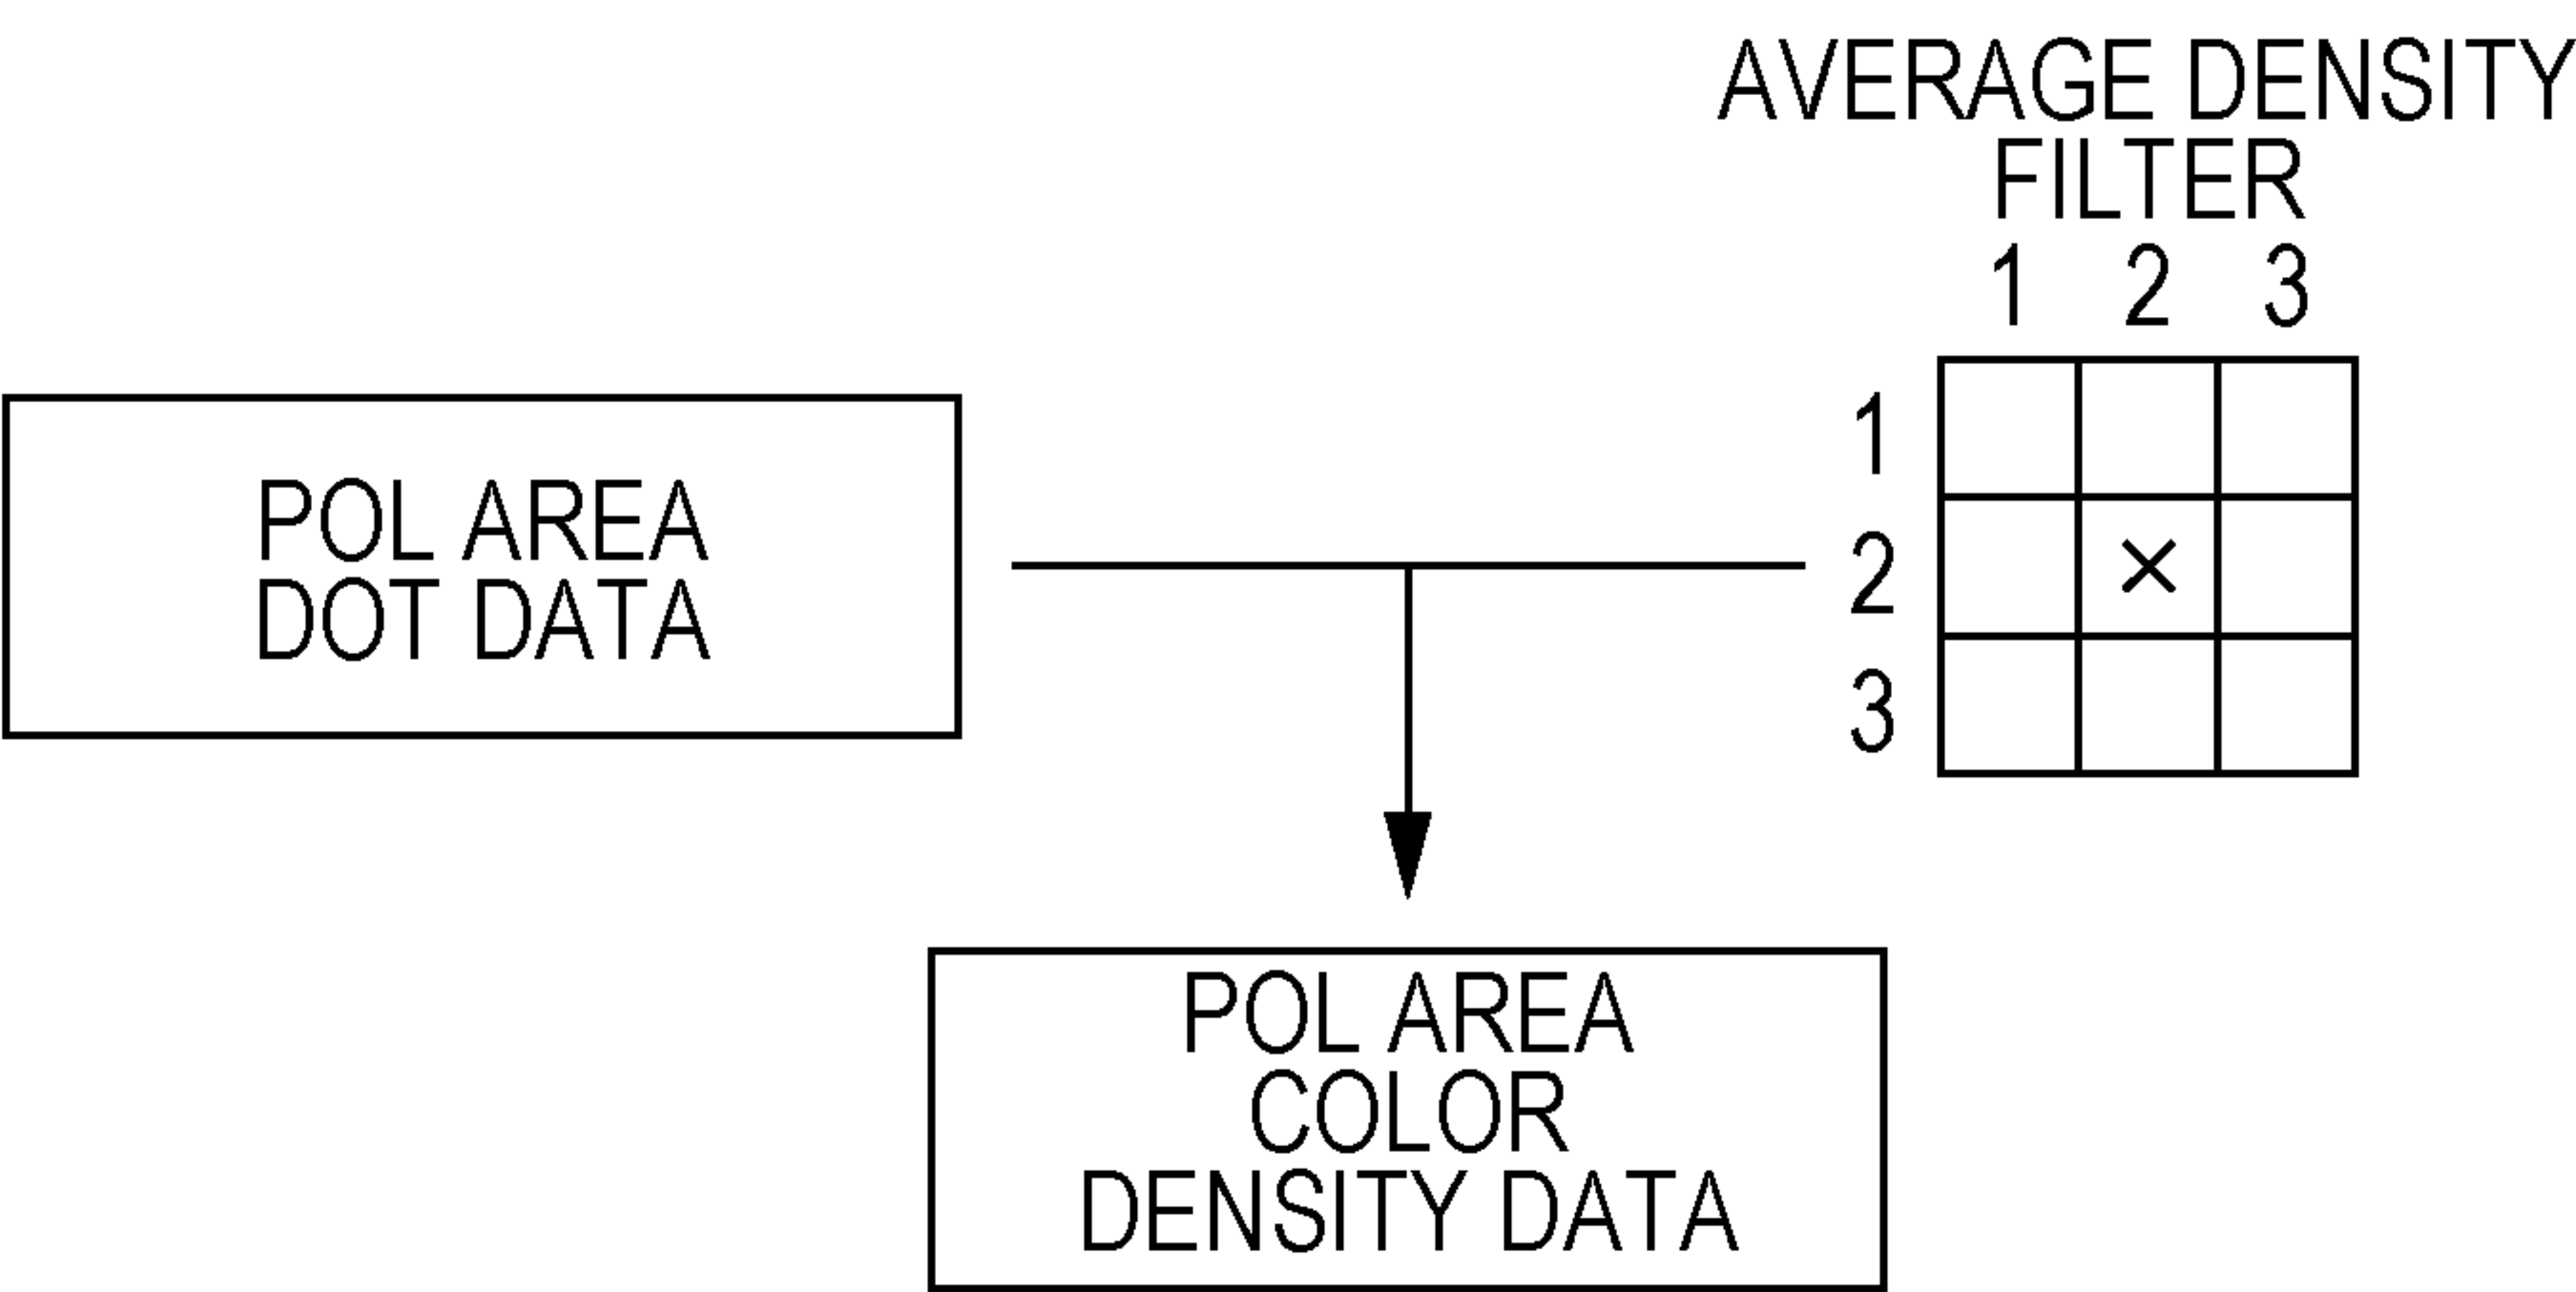 AVERAGE DENSITY
FILTER
1 2 3
1
2 ×
3
POL AREA
DOT DATA
POL AREA
COLOR
DENSITY DATA